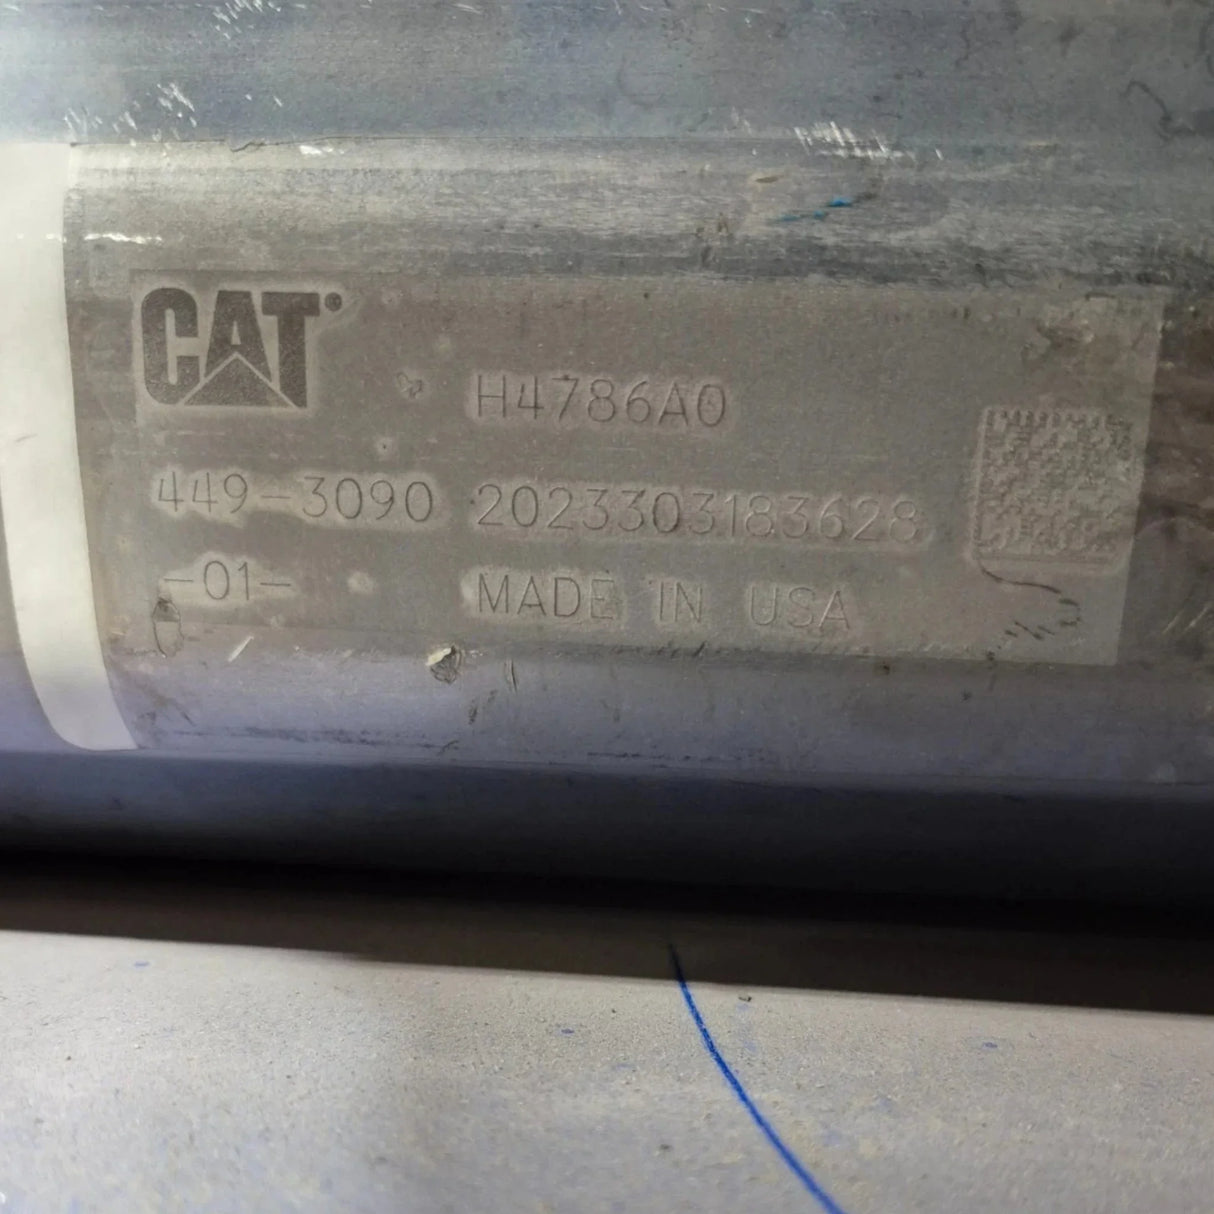 CAT
H4786A0
449-3090 2023303183628
-01- MADE IN USA